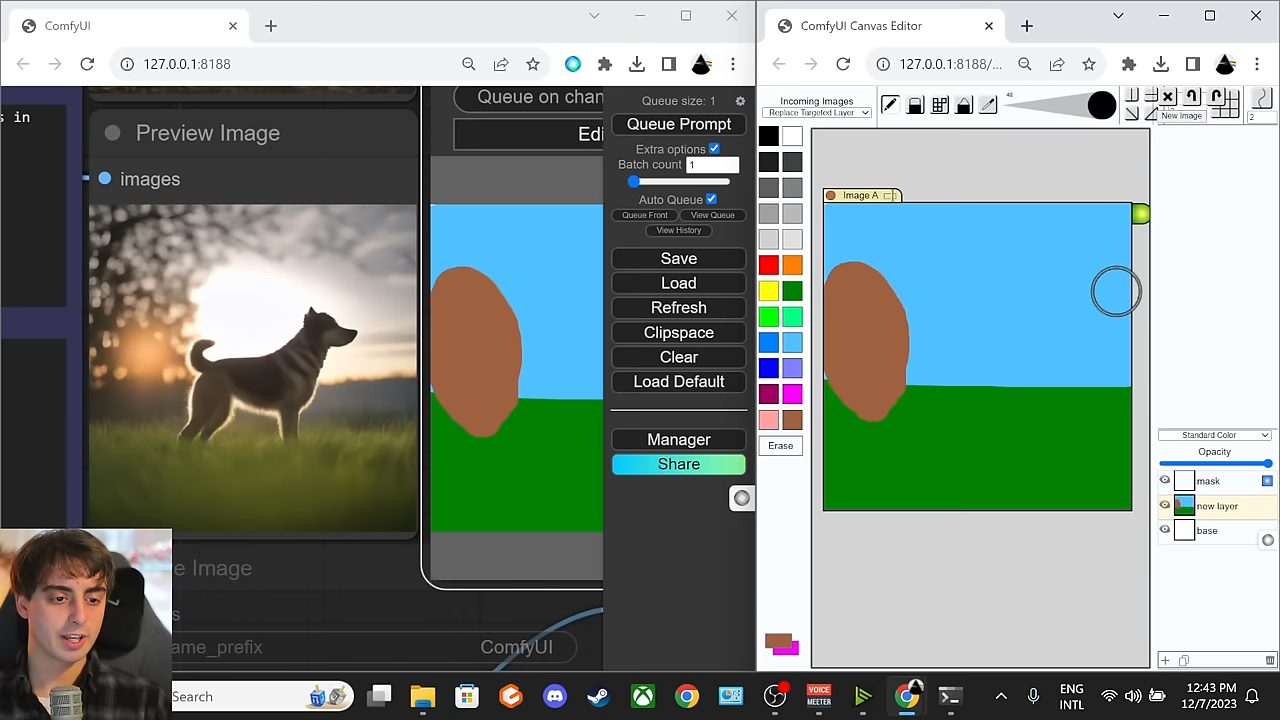 ComfyUI
127.0.0.1:8188
s in
Preview Image
images
Queue on chan
Edi
Queue size: 1
Queue Prompt
Extra options
Batch count 1
Auto Queue
Queue Front
View Queue
View History
Save
Load
Refresh
Clipspace
Clear
Load Default
Manager
Share
e Image
s
ame_prefix
ComfyUI
ComfyUI Canvas Editor
127.0.0.1:8188/...
Incoming Images
Replace Targeted Layer
48
New Image
2
Image A
Erase
Standard Color
Opacity
mask
new layer
base
Search
VOICE
MEETER
ENG
INTL
12:43 PM
12/7/2023